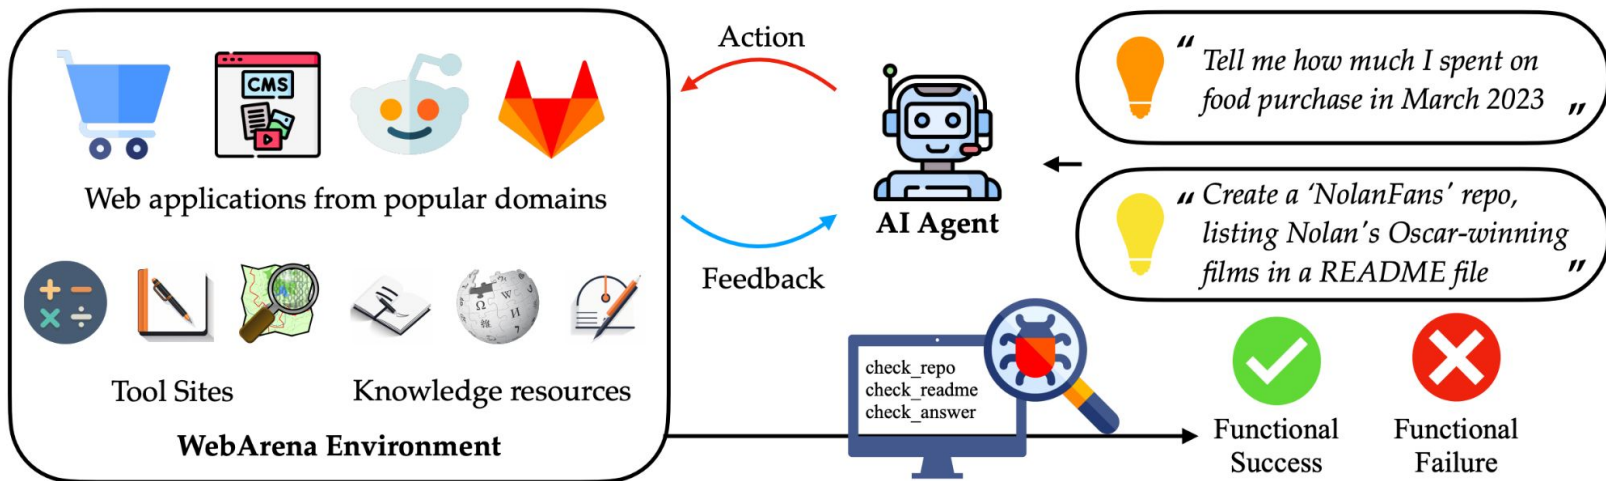 CMS
Web applications from popular domains
Tool Sites
Knowledge resources
WebArena Environment
Action
Feedback
AI Agent
“ Tell me how much I spent on
food purchase in March 2023 ”
“ Create a ‘NolanFans’ repo,
listing Nolan's Oscar-winning
films in a README file ”
check_repo
check_readme
check_answer
Functional
Success
Functional
Failure